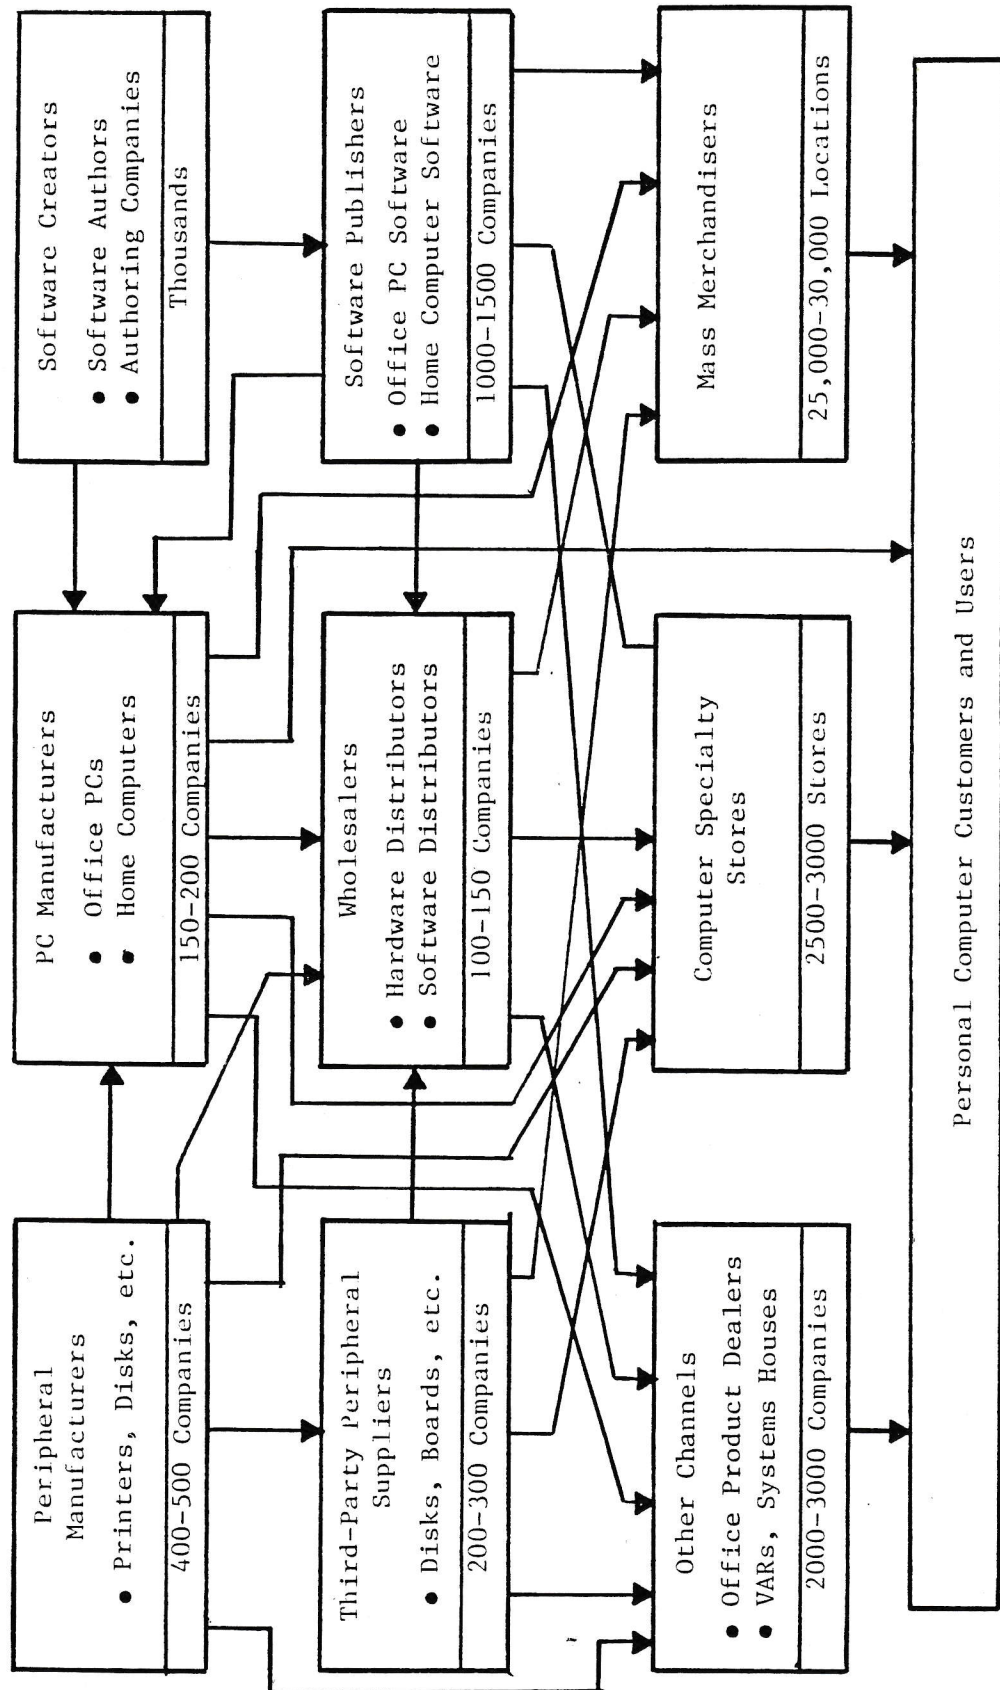 Peripheral
Manufacturers
● Printers, Disks, etc.
400-500 Companies
PC Manufacturers
● Office PCs
● Home Computers
150-200 Companies
Software Creators
● Software Authors
● Authoring Companies
Thousands
Third-Party Peripheral
Suppliers
● Disks, Boards, etc.
200-300 Companies
Wholesalers
● Hardware Distributors
● Software Distributors
100-150 Companies
Software Publishers
● Office PC Software
● Home Computer Software
1000-1500 Companies
Other Channels
● Office Product Dealers
● VARs, Systems Houses
2000-3000 Companies
Computer Specialty
Stores
2500-3000 Stores
Mass Merchandisers
25,000-30,000 Locations
Personal Computer Customers and Users